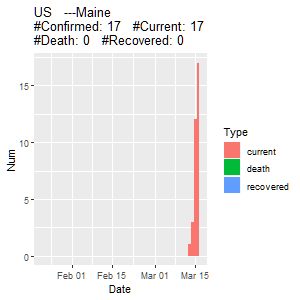 US   ---Maine
#Confirmed: 17   #Current: 17
#Death: 0   #Recovered: 0
Num
15
10
5
0
Feb 01
Feb 15
Mar 01
Mar 15
Date
Type
current
death
recovered